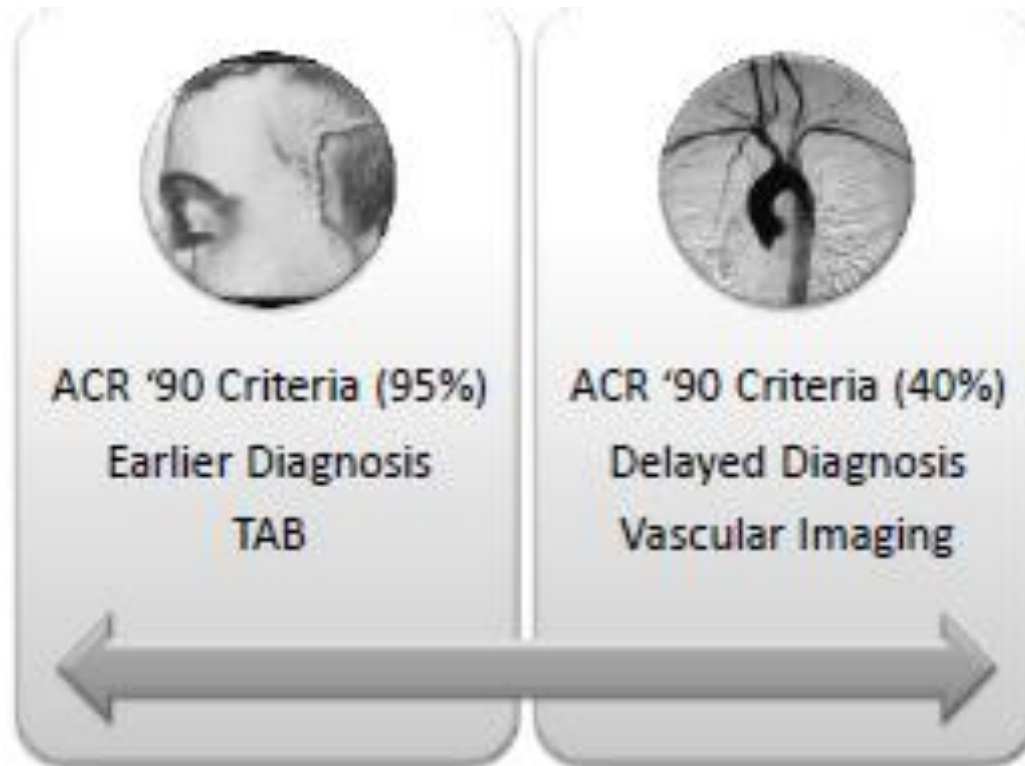 ACR ‘90 Criteria (95%)
Earlier Diagnosis
TAB
ACR ‘90 Criteria (40%)
Delayed Diagnosis
Vascular Imaging